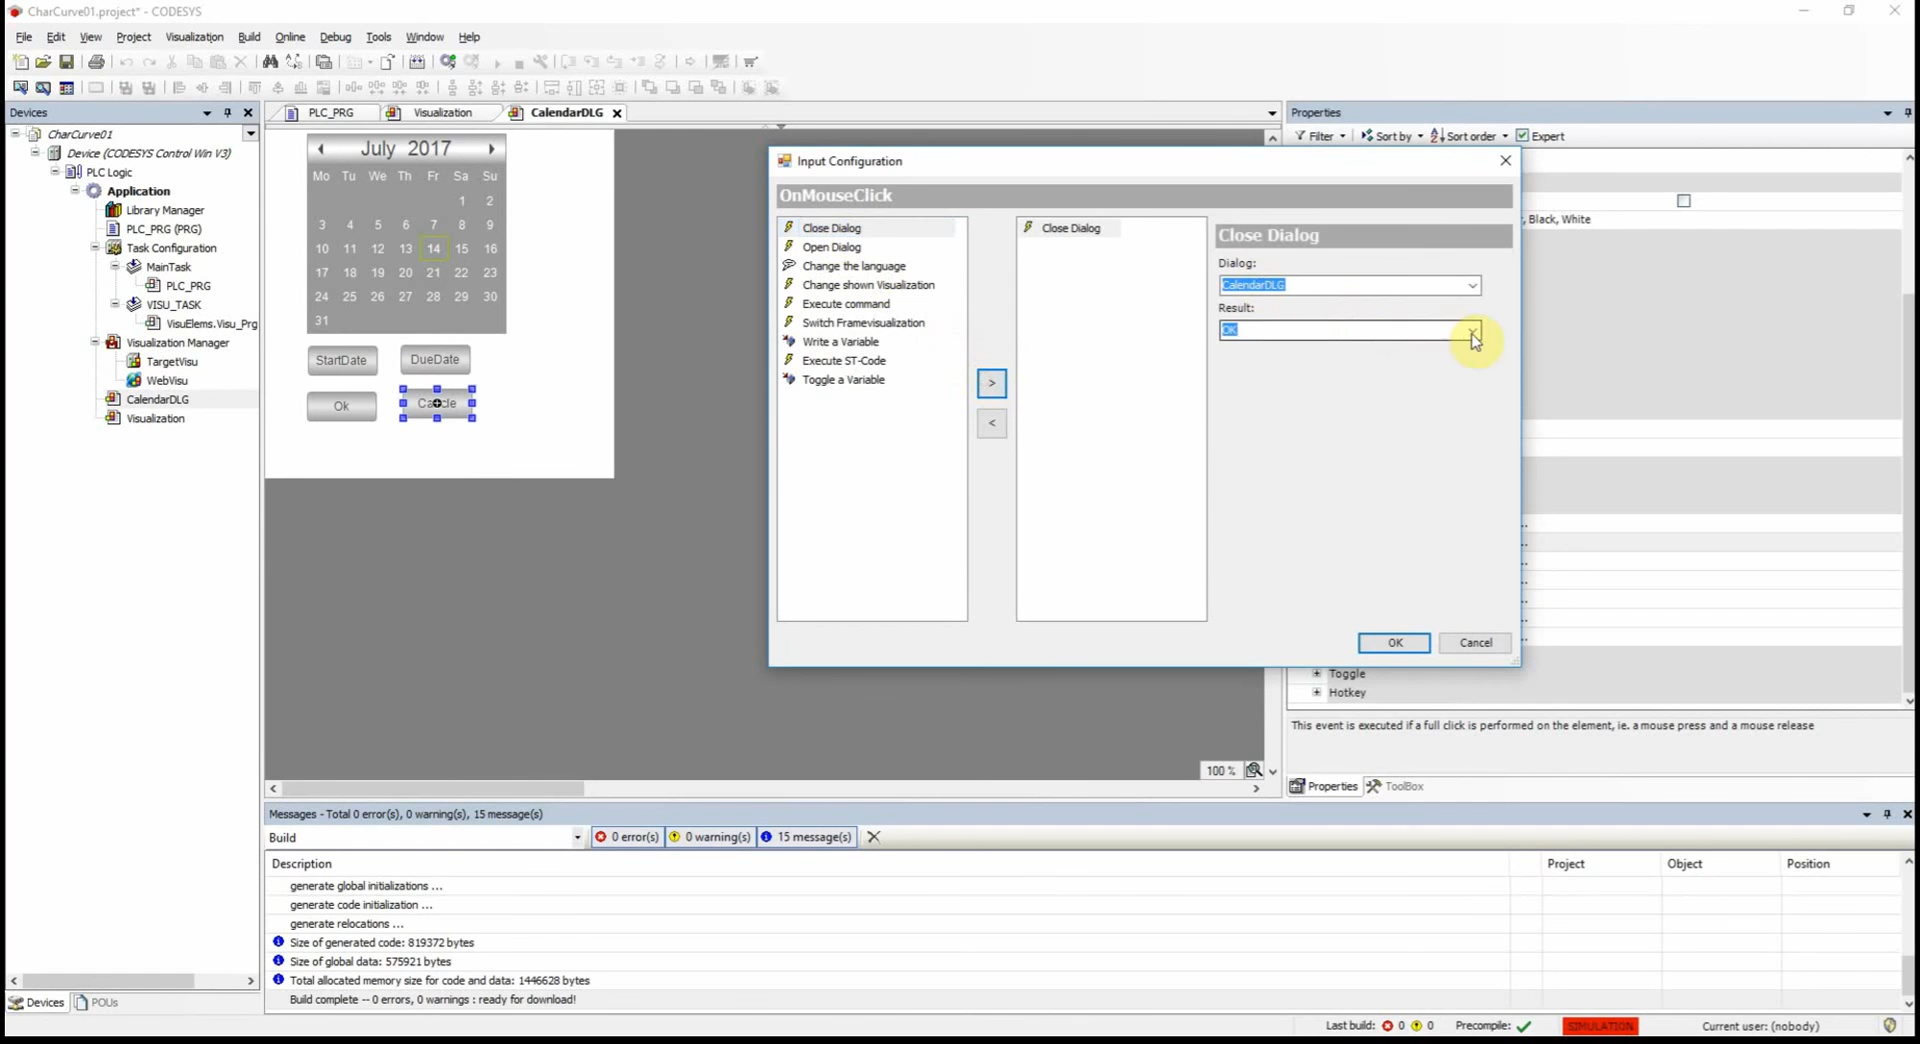 CharCurve01.project* - CODESYS
File Edit View Project Visualization Build Online Debug Tools Window Help
Devices
CharCurve01
Device (CODESYS Control Win V3)
PLC Logic
Application
Library Manager
PLC_PRG (PRG)
Task Configuration
MainTask
PLC_PRG
VISU_TASK
VisuElems.Visu_Prg
Visualization Manager
TargetVisu
WebVisu
CalendarDLG
Visualization
Devices POUs
PLC_PRG Visualization CalendarDLG
July 2017
Mo Tu We Th Fr Sa Su
1 2
3 4 5 6 7 8 9
10 11 12 13 14 15 16
17 18 19 20 21 22 23
24 25 26 27 28 29 30
31
StartDate DueDate
Ok
100 %
Input Configuration
OnMouseClick
Close Dialog
Open Dialog
Change the language
Change shown Visualization
Execute command
Switch Framevisualization
Write a Variable
Execute ST-Code
Toggle a Variable
>
<
Close Dialog
Close Dialog
Dialog:
CalendarDLG
Result:
OK
OK Cancel
Properties
Filter Sort by Sort order Expert
, Black, White
Toggle
Hotkey
This event is executed if a full click is performed on the element, ie. a mouse press and a mouse release
Properties ToolBox
Messages - Total 0 error(s), 0 warning(s), 15 message(s)
Build 0 error(s) 0 warning(s) 15 message(s)
Description Project Object Position
generate global initializations ...
generate code initialization ...
generate relocations ...
Size of generated code: 819372 bytes
Size of global data: 575921 bytes
Total allocated memory size for code and data: 1446628 bytes
Build complete -- 0 errors, 0 warnings : ready for download!
Last build: 0 0 Precompile: SIMULATION Current user: (nobody)